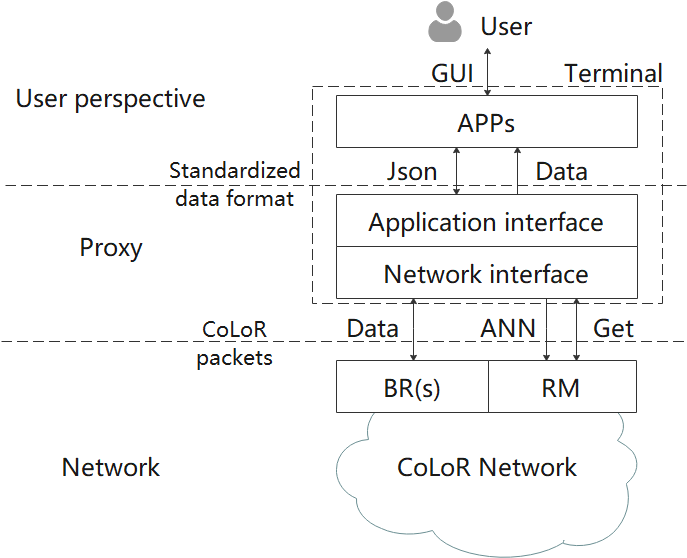 User
GUI
Terminal
User perspective
APPs
Standardized
data format
Json
Data
Application interface
Proxy
Network interface
CoLoR
packets
Data
ANN
Get
BR(s)
RM
Network
CoLoR Network